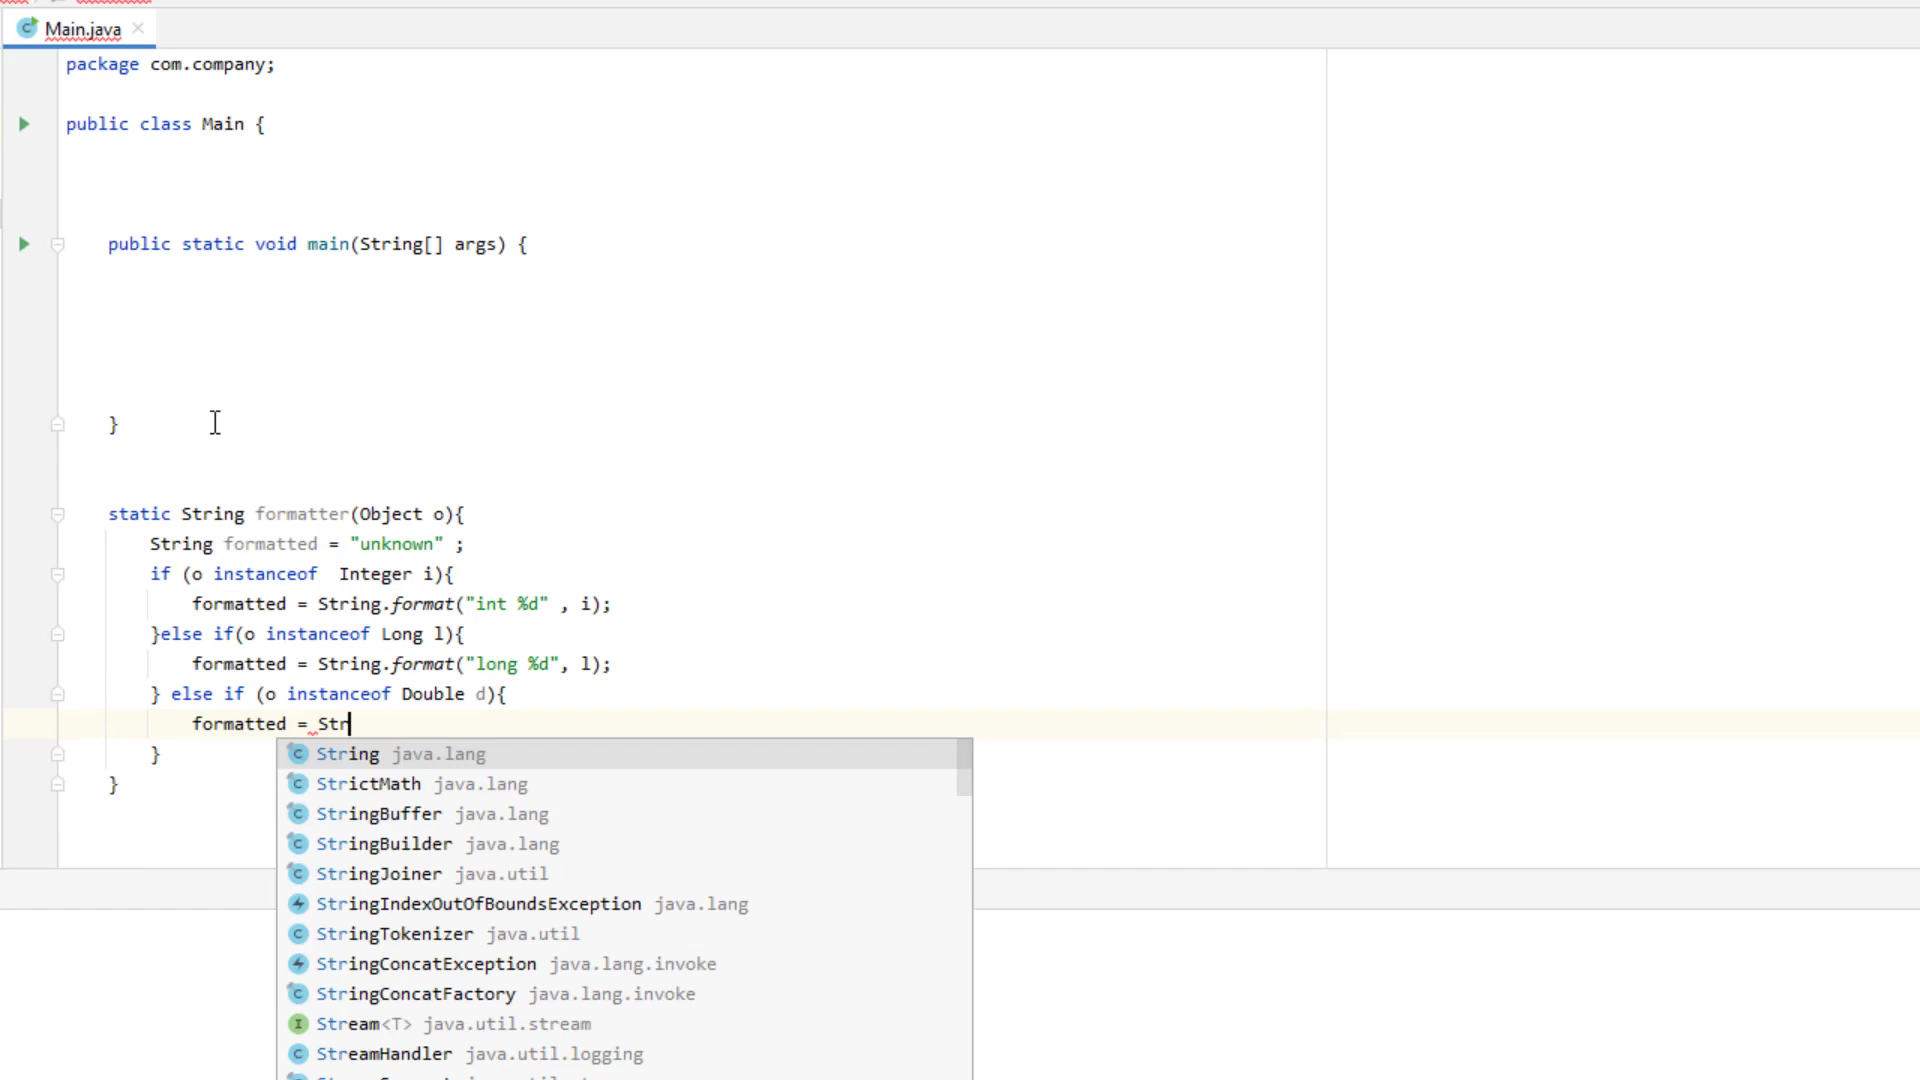 Main.java
package com.company;
public class Main {
public static void main(String[] args) {
}
static String formatter(Object o){
String formatted = "unknown" ;
if (o instanceof  Integer i){
formatted = String.format("int %d" , i);
}else if(o instanceof Long l){
formatted = String.format("long %d", l);
} else if (o instanceof Double d){
formatted = Str
}
}
String java.lang
StrictMath java.lang
StringBuffer java.lang
StringBuilder java.lang
StringJoiner java.util
StringIndexOutOfBoundsException java.lang
StringTokenizer java.util
StringConcatException java.lang.invoke
StringConcatFactory java.lang.invoke
Stream<T> java.util.stream
StreamHandler java.util.logging